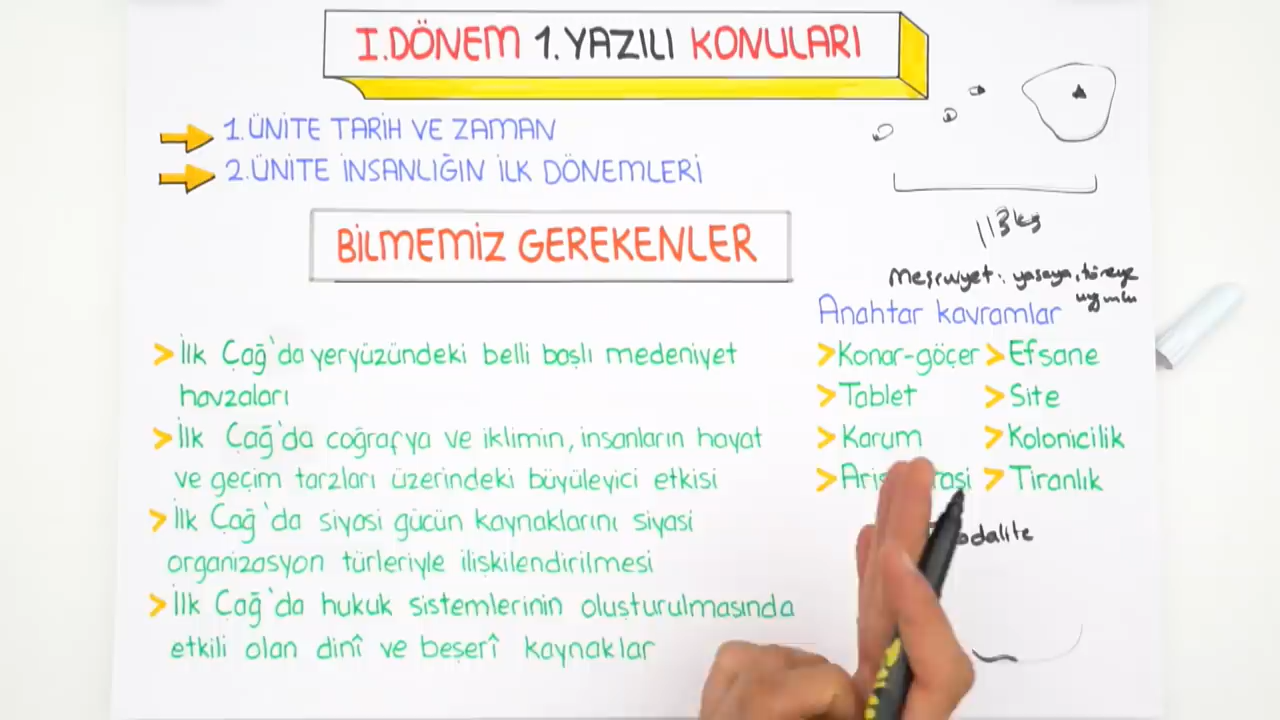 I.DÖNEM 1.YAZILI KONULARI
1.ÜNİTE TARİH VE ZAMAN
2.ÜNİTE İNSANLIĞIN İLK DÖNEMLERİ
BİLMEMİZ GEREKENLER
İlk Çağ'da yeryüzündeki belli başlı medeniyet
havzaları
İlk Çağ'da coğrafya ve iklimin, insanların hayat
ve geçim tarzları üzerindeki büyüleyici etkisi
İlk Çağ'da siyasi gücün kaynaklarını siyasi
organizasyon türleriyle ilişkilendirilmesi
İlk Çağ'da hukuk sistemlerinin oluşturulmasında
etkili olan dinî ve beşerî kaynaklar
Meşruiyet: yasaya, töreye
Anahtar kavramlar
Konar-göçer
Efsane
Tablet
Site
Karum
Kolonicilik
Tiranlık